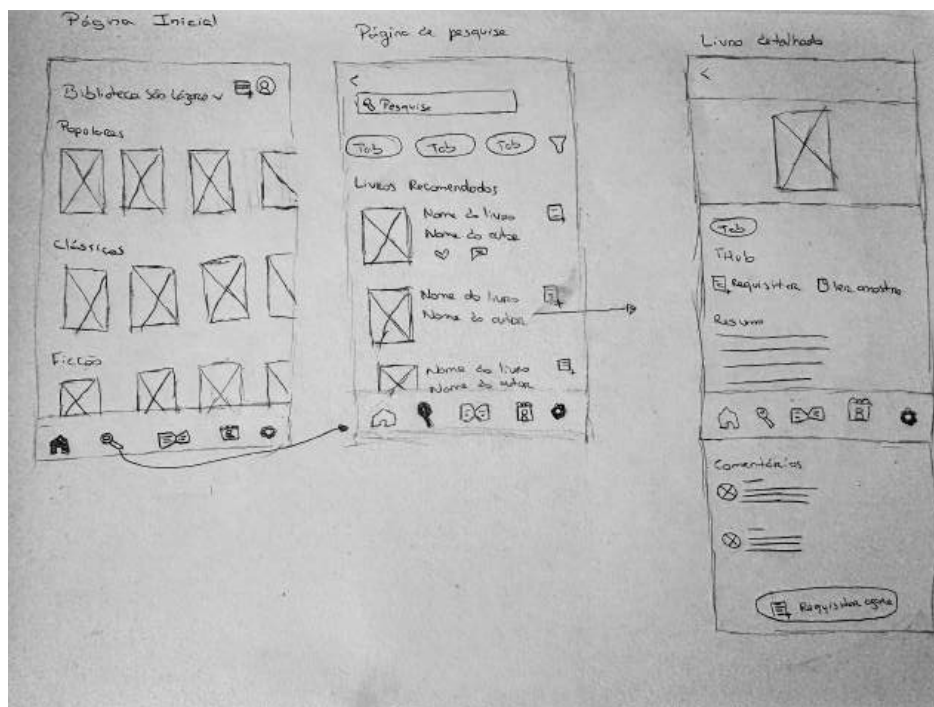 Página Inicial
Biblioteca São Lázaro
Populares
Clássicos
Ficção
Página de pesquisa
Pesquisa
Tab Tab Tab
Livros Recomendados
Nome do livro
Nome do autor
Nome do livro
Nome do autor
Nome do livro
Nome do autor
Livro detalhado
Tab
Requisitar ler amostra
Resumo
Comentários
Requisitar agora